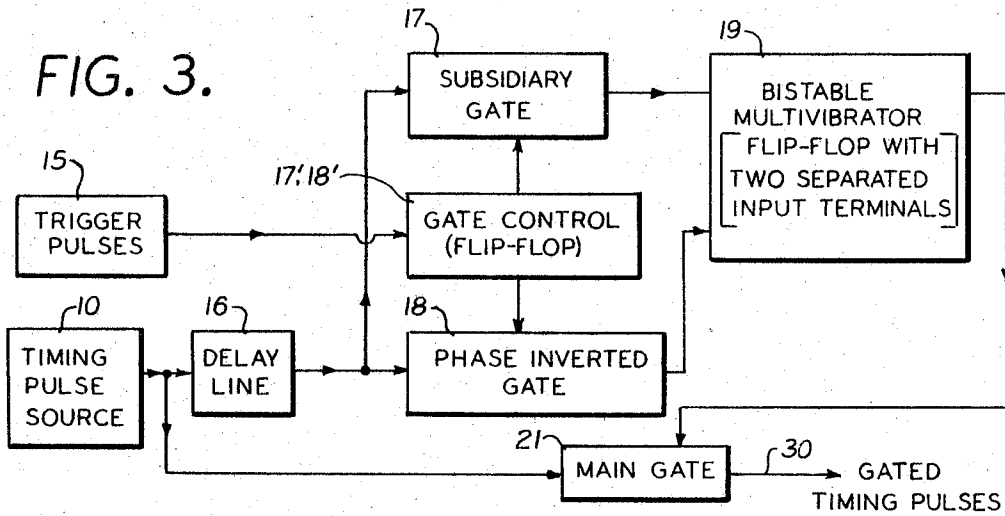 FIG. 3.
17
SUBSIDIARY
GATE
19
BISTABLE
MULTIVIBRATOR
[FLIP-FLOP WITH
TWO SEPARATED
INPUT TERMINALS]
15
TRIGGER
PULSES
17′,18′
GATE CONTROL
(FLIP-FLOP)
10
TIMING
PULSE
SOURCE
16
DELAY
LINE
18
PHASE INVERTED
GATE
21
MAIN GATE
30
GATED
TIMING PULSES